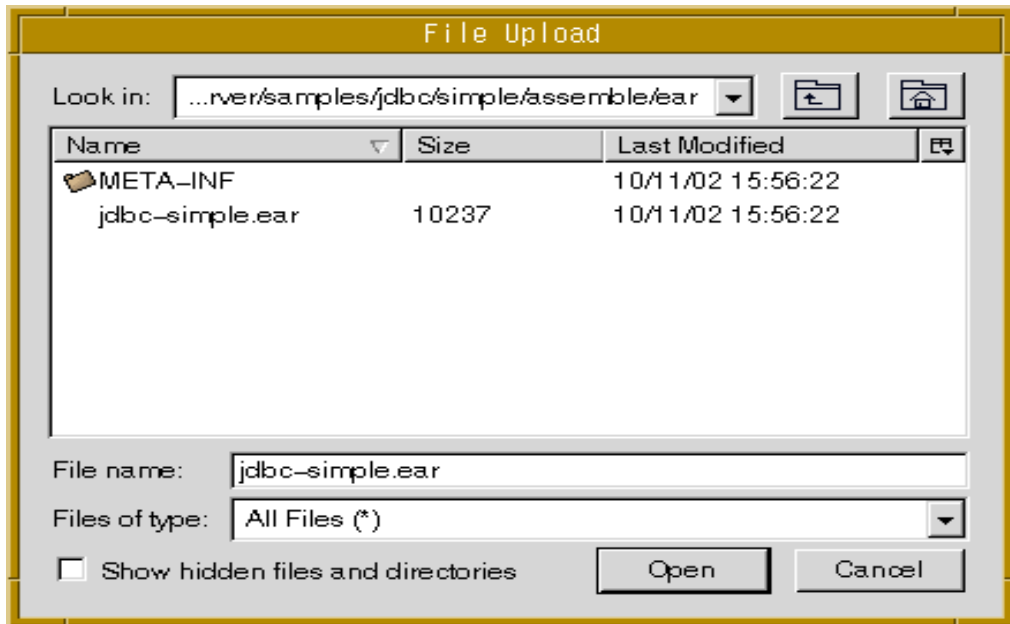 File Upload
Look in: ...rver/samples/jdbc/simple/assemble/ear
Name Size Last Modified
META-INF 10/11/02 15:56:22
jdbc-simple.ear 10237 10/11/02 15:56:22
File name: jdbc-simple.ear
Files of type: All Files (*)
Show hidden files and directories Open Cancel